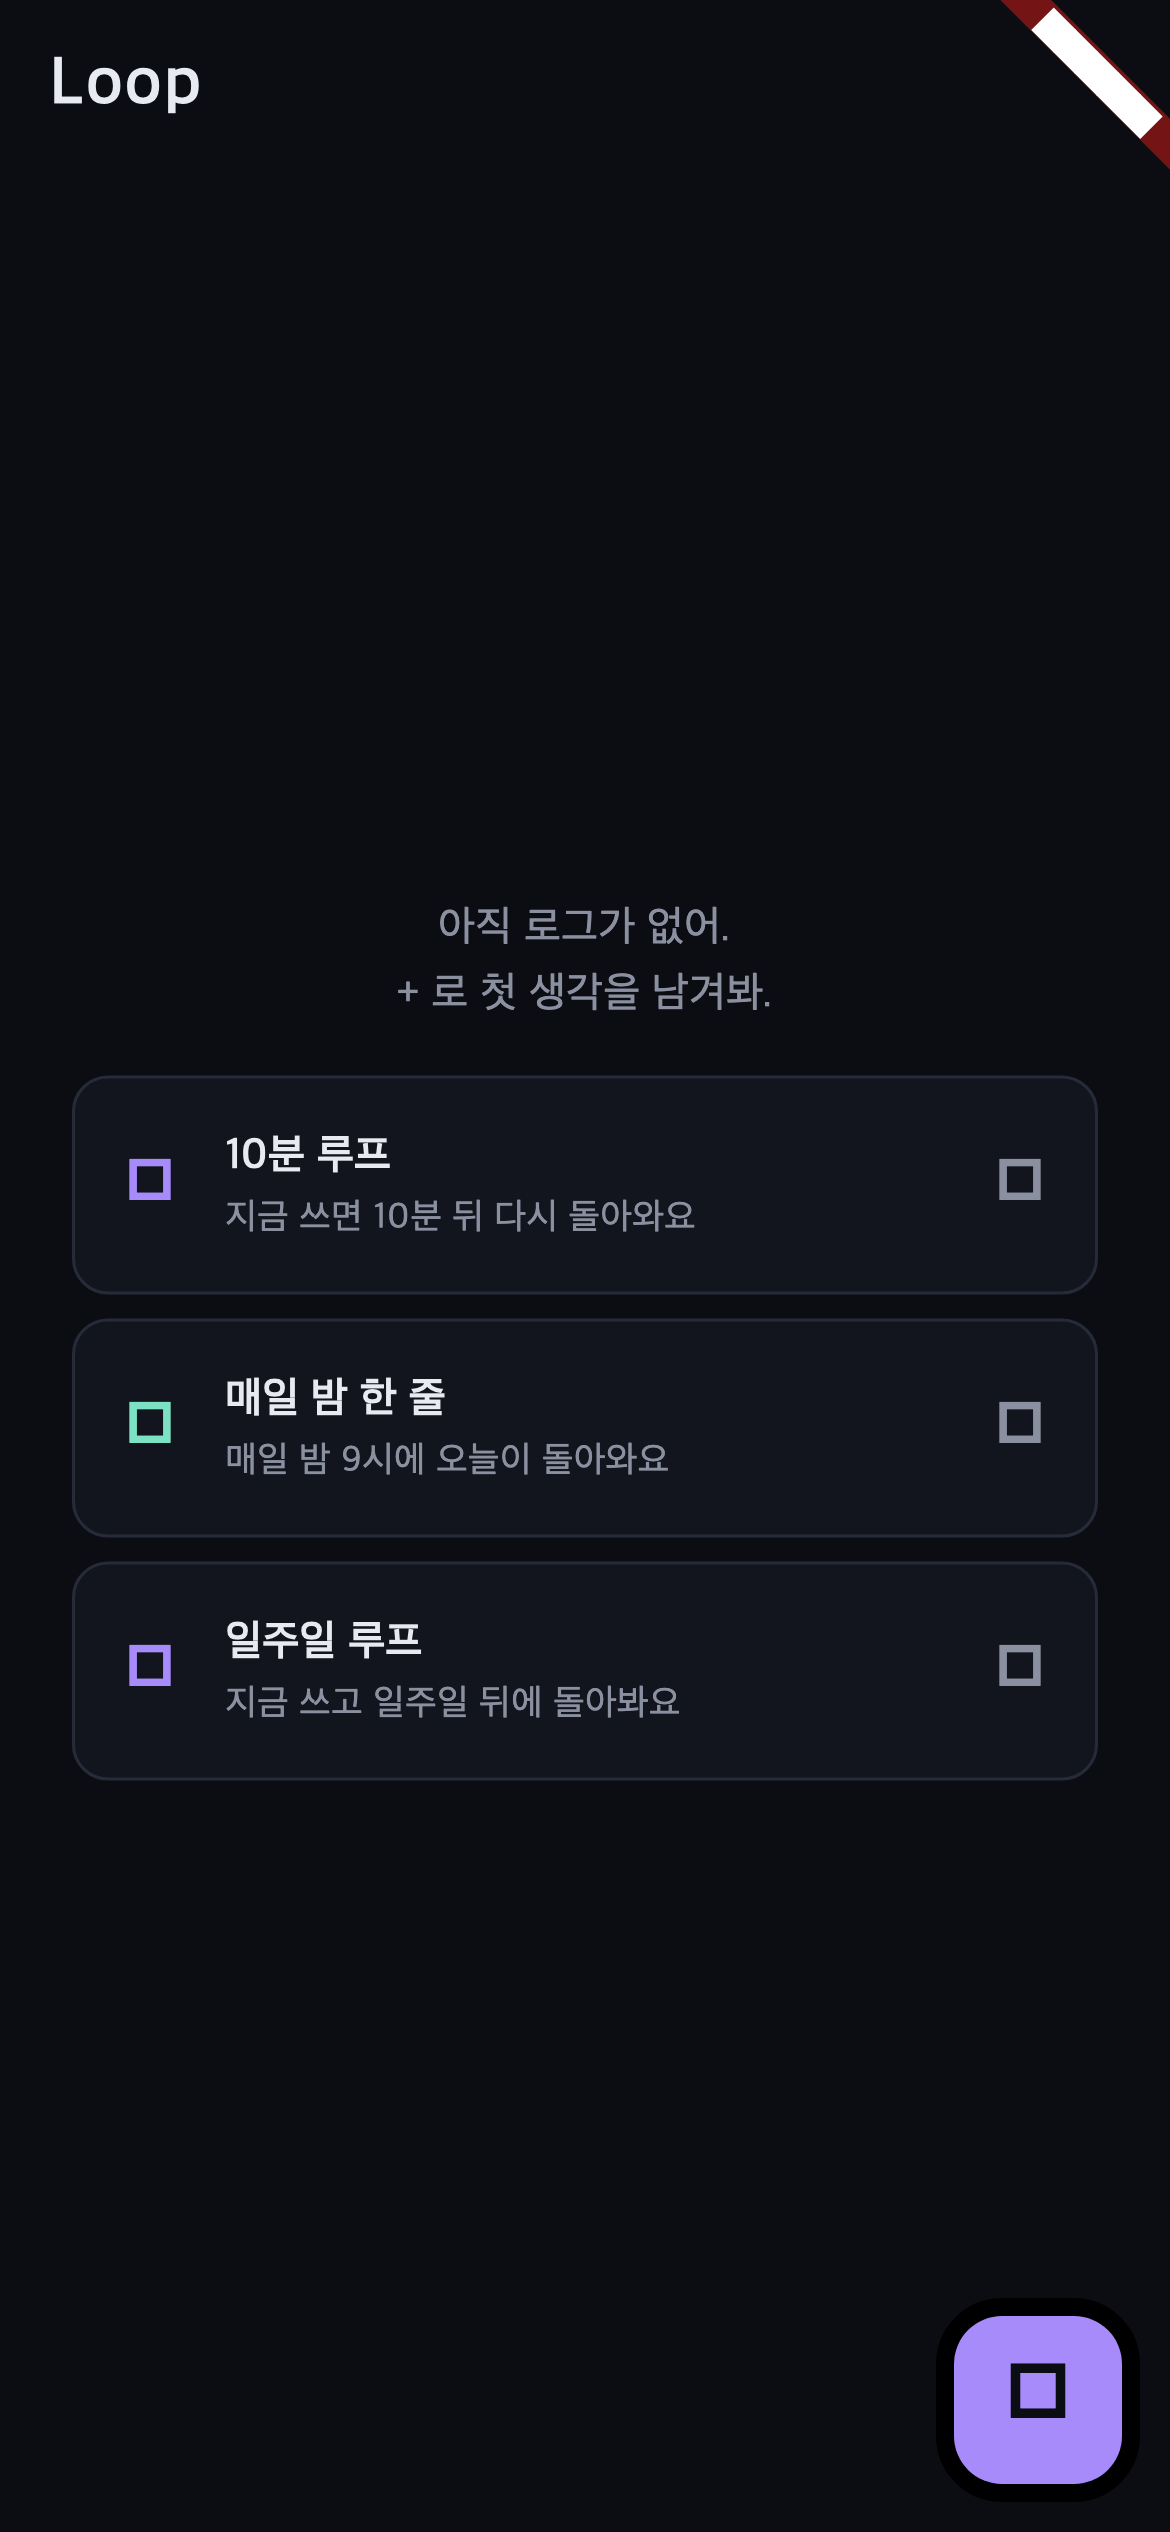 Loop
아직 로그가 없어.
+ 로 첫 생각을 남겨봐.
10분 루프
지금 쓰면 10분 뒤 다시 돌아와요
매일 밤 한 줄
매일 밤 9시에 오늘이 돌아와요
일주일 루프
지금 쓰고 일주일 뒤에 돌아봐요